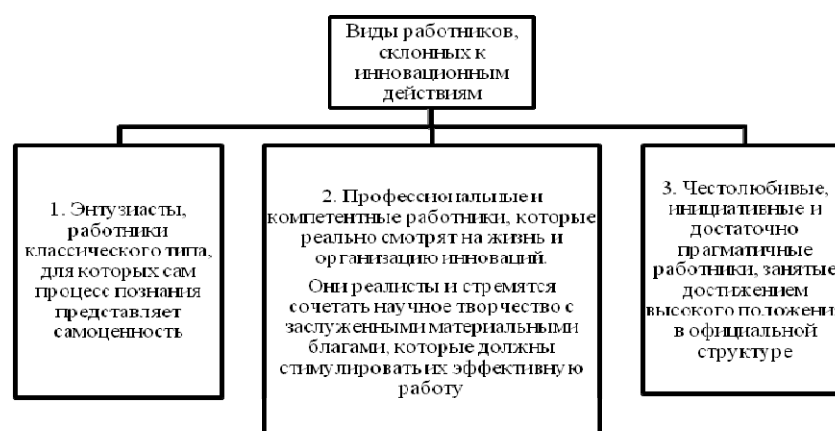 Виды работников,
склонных к
инновационным
действиям
1. Энтузиасты,
работники
классического типа,
для которых сам
процесс познания
представляет
самоценность
2. Профессиональные и
компетентные работники, которые
реально смотрят на жизнь и
организацию инноваций.
Они реалисты и стремятся
сочетать научное творчество с
заслуженными материальными
благами, которые должны
стимулировать их эффективную
работу
3. Честолюбивые,
инициативные и
достаточно
прагматичные
работники, занятые
достижением
высокого положения
в официальной
структуре